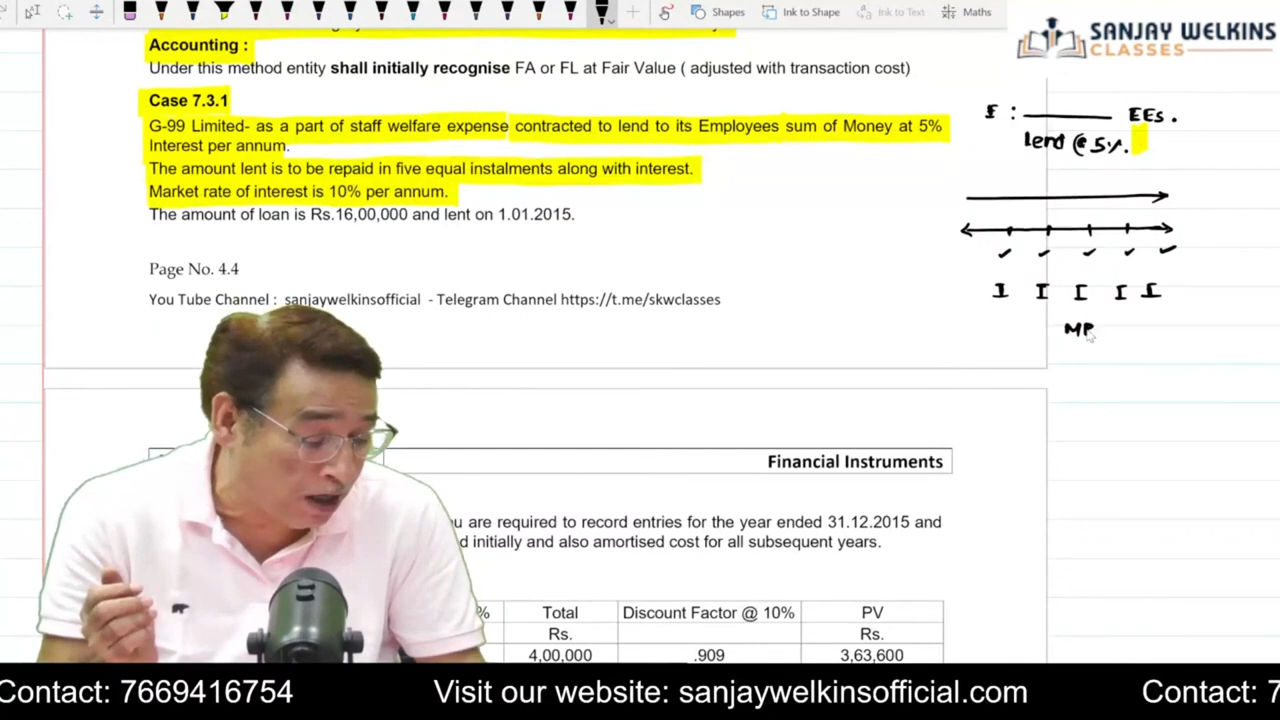 Shapes Ink to Shape Ink to Text Maths
SANJAY WELKINS
CLASSES
Accounting :
Under this method entity shall initially recognise FA or FL at Fair Value ( adjusted with transaction cost)
Case 7.3.1
G-99 Limited- as a part of staff welfare expense contracted to lend to its Employees sum of Money at 5%
Interest per annum.
The amount lent is to be repaid in five equal instalments along with interest.
Market rate of interest is 10% per annum.
The amount of loan is Rs.16,00,000 and lent on 1.01.2015.
Page No. 4.4
You Tube Channel : sanjaywelkinsofficial - Telegram Channel https://t.me/skwclasses
I : EEs.
lend @ 5%.
I I I I I
MR
Financial Instruments
you are required to record entries for the year ended 31.12.2015 and
initially and also amortised cost for all subsequent years.
% Total Discount Factor @ 10% PV
Rs. Rs.
4,00,000 .909 3,63,600
Contact: 7669416754 Visit our website: sanjaywelkinsofficial.com Contact: 7